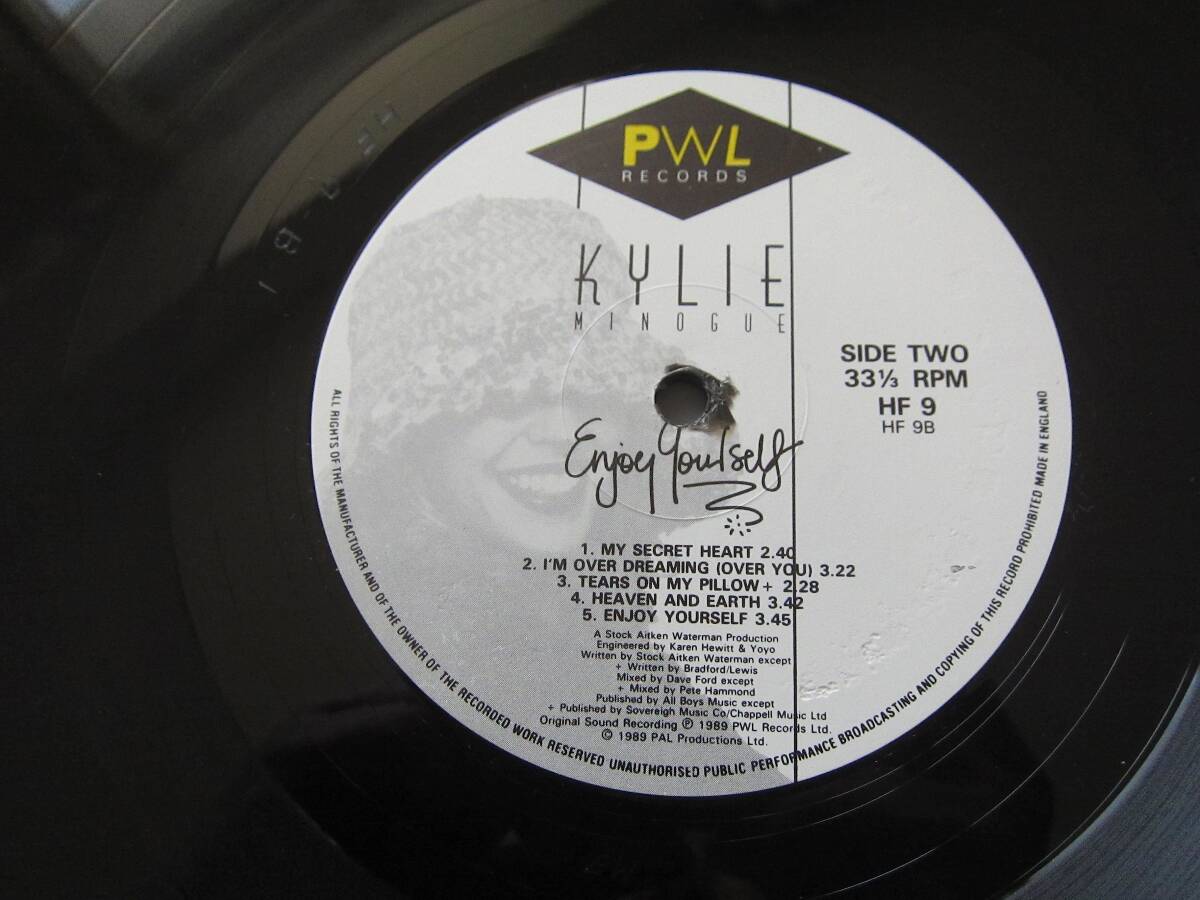 PWL
RECORDS
KYLIE
MINOGUE
SIDE TWO
33⅓ RPM
HF 9
HF 9B
Enjoy Yourself
1. MY SECRET HEART 2.40
2. I'M OVER DREAMING (OVER YOU) 3.22
3. TEARS ON MY PILLOW + 2.28
4. HEAVEN AND EARTH 3.42
5. ENJOY YOURSELF 3.45
A Stock Aitken Waterman Production
Engineered by Karen Hewitt & Yoyo
Written by Stock Aitken Waterman except
+ Written by Bradford/Lewis
Mixed by Dave Ford except
+ Mixed by Pete Hammond
Published by All Boys Music except
+ Published by Sovereigh Music Co/Chappell Music Ltd
Original Sound Recording ℗ 1989 PWL Records Ltd.
© 1989 PAL Productions Ltd.
ALL RIGHTS OF THE MANUFACTURER AND OF THE OWNER OF THE RECORDED WORK RESERVED UNAUTHORISED PUBLIC PERFORMANCE BROADCASTING AND COPYING OF THIS RECORD PROHIBITED MADE IN ENGLAND